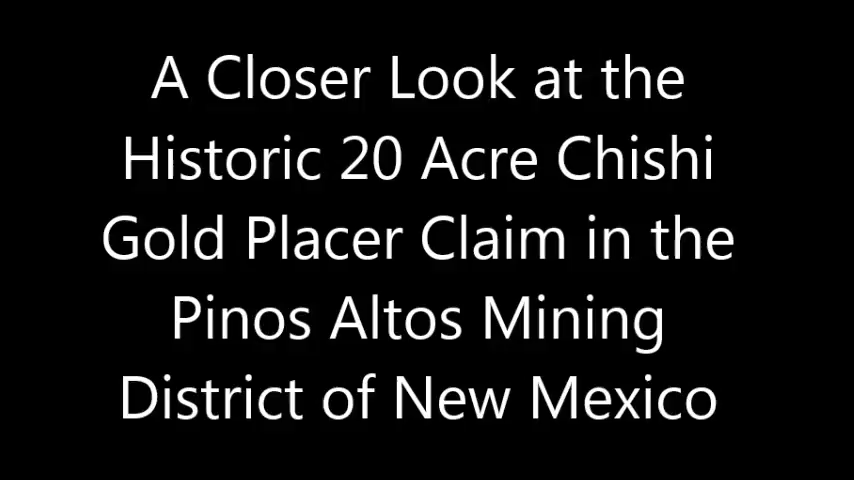 A Closer Look at the
Historic 20 Acre Chishi
Gold Placer Claim in the
Pinos Altos Mining
District of New Mexico